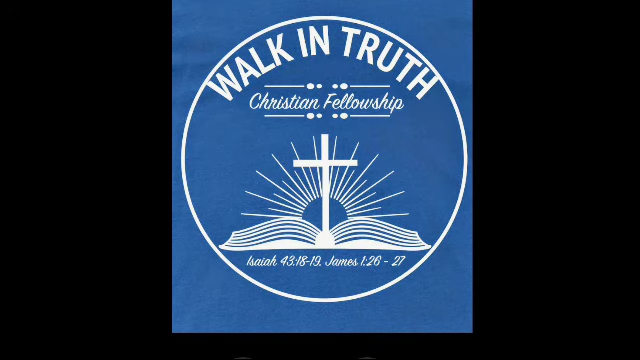 WALK IN TRUTH
Christian Fellowship
Isaiah 43:18-19, James 1:26 - 27